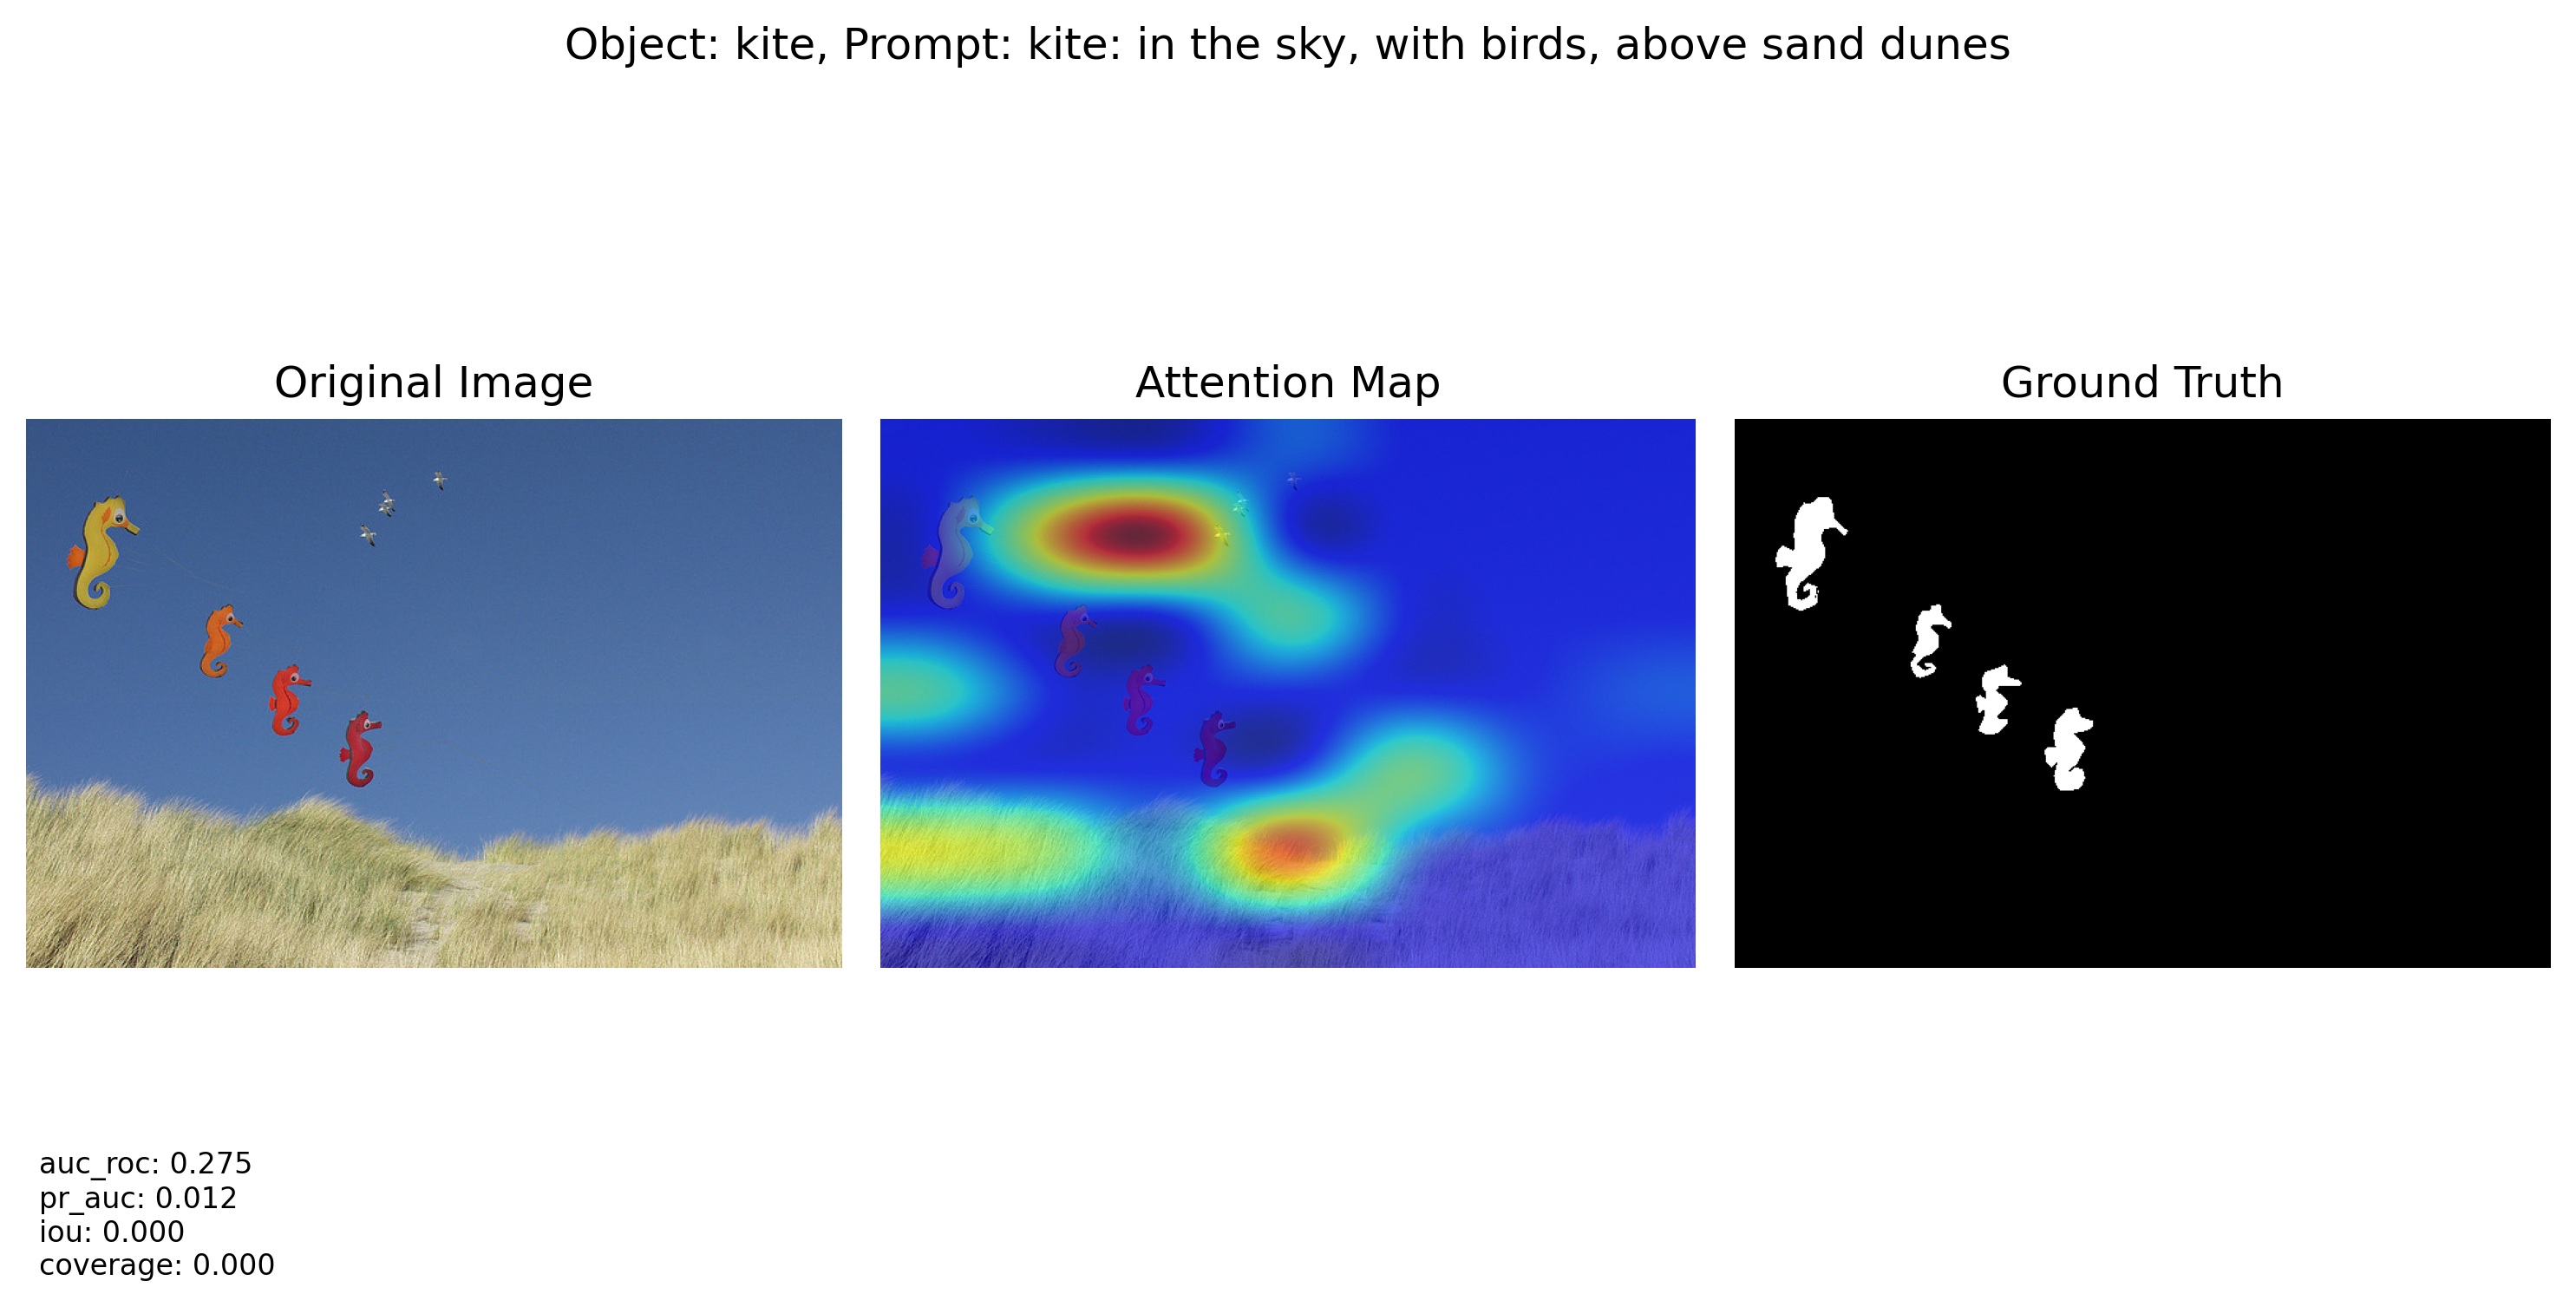 Object: kite, Prompt: kite: in the sky, with birds, above sand dunes
Original Image
Attention Map
Ground Truth
auc_roc: 0.275
pr_auc: 0.012
iou: 0.000
coverage: 0.000